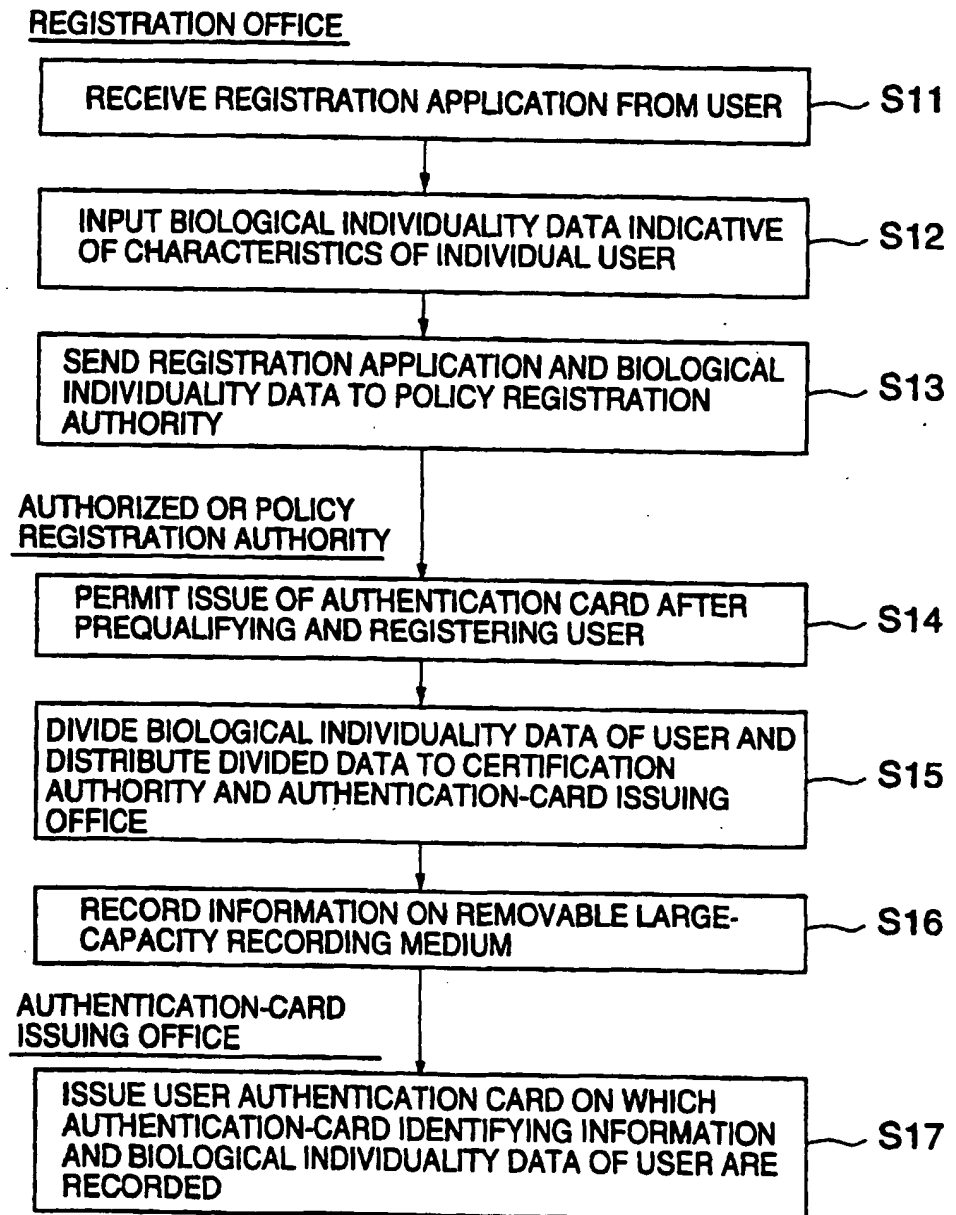 REGISTRATION OFFICE
RECEIVE REGISTRATION APPLICATION FROM USER
S11
INPUT BIOLOGICAL INDIVIDUALITY DATA INDICATIVE
OF CHARACTERISTICS OF INDIVIDUAL USER
S12
SEND REGISTRATION APPLICATION AND BIOLOGICAL
INDIVIDUALITY DATA TO POLICY REGISTRATION
AUTHORITY
S13
AUTHORIZED OR POLICY
REGISTRATION AUTHORITY
PERMIT ISSUE OF AUTHENTICATION CARD AFTER
PREQUALIFYING AND REGISTERING USER
S14
DIVIDE BIOLOGICAL INDIVIDUALITY DATA OF USER AND
DISTRIBUTE DIVIDED DATA TO CERTIFICATION
AUTHORITY AND AUTHENTICATION-CARD ISSUING
OFFICE
S15
RECORD INFORMATION ON REMOVABLE LARGE-
CAPACITY RECORDING MEDIUM
S16
AUTHENTICATION-CARD
ISSUING OFFICE
ISSUE USER AUTHENTICATION CARD ON WHICH
AUTHENTICATION-CARD IDENTIFYING INFORMATION
AND BIOLOGICAL INDIVIDUALITY DATA OF USER ARE
RECORDED
S17